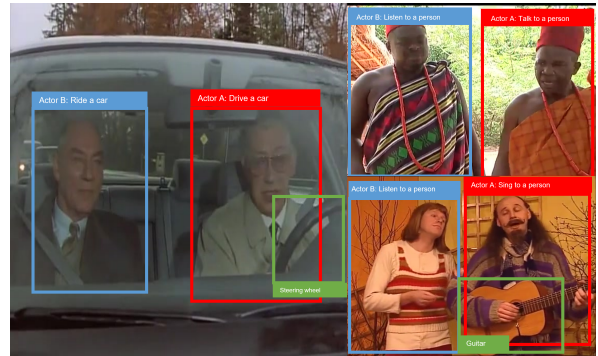 Actor B: Ride a car
Actor A: Drive a car
Steering wheel
Actor B: Listen to a person
Actor A: Talk to a person
Actor B: Listen to a person
Actor A: Sing to a person
Guitar